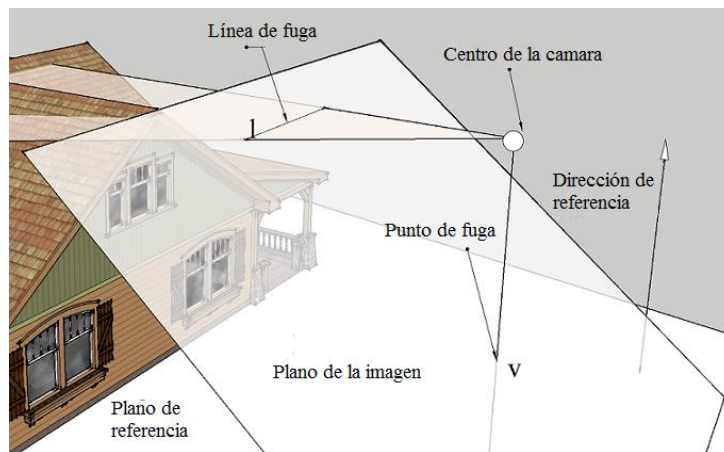 Línea de fuga
Centro de la camara
l
Dirección de
referencia
Punto de fuga
Plano de la imagen
V
Plano de
referencia